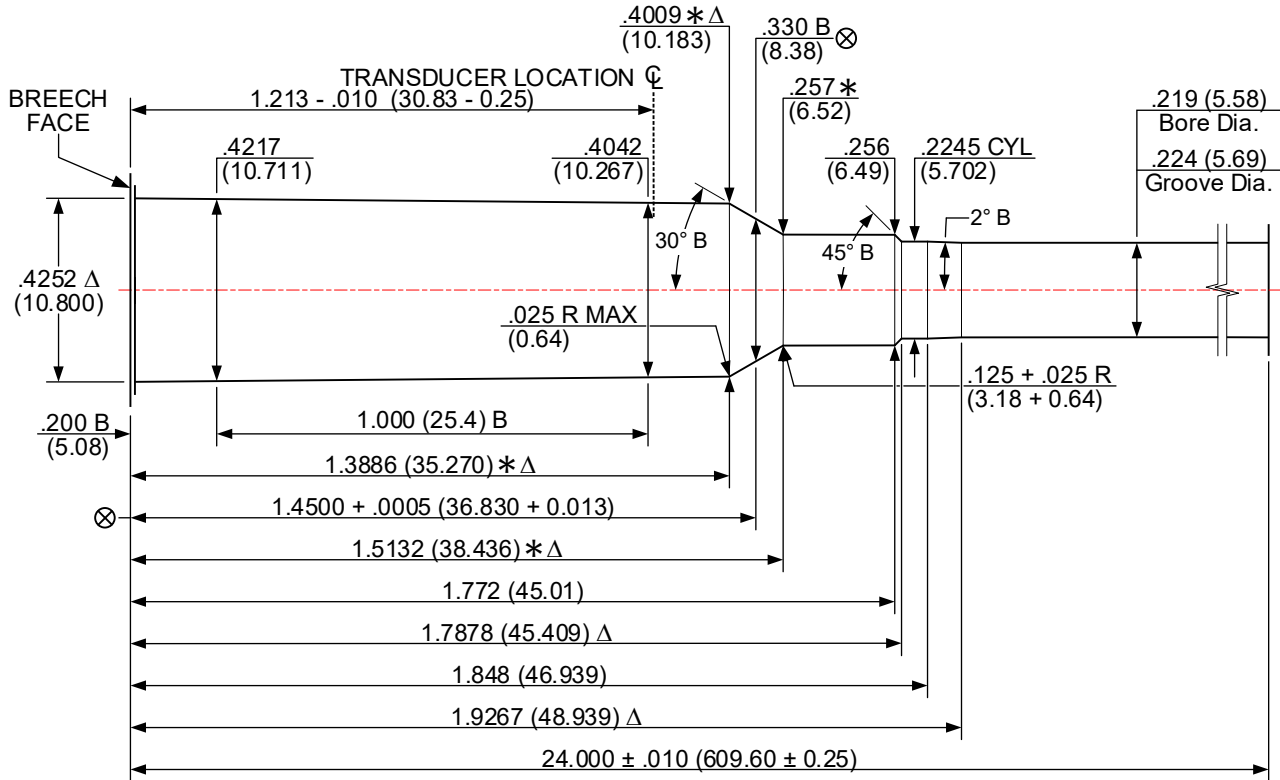 .4009 * Δ
(10.183)
.330 B ⊗
(8.38)
TRANSDUCER LOCATION ℄
1.213 - .010 (30.83 - 0.25)
.257 *
(6.52)
BREECH
FACE
.219 (5.58)
Bore Dia.
.4217
(10.711)
.4042
(10.267)
.256
(6.49)
.2245 CYL
(5.702)
.224 (5.69)
Groove Dia.
30° B
45° B
2° B
.4252 Δ
(10.800)
.025 R MAX
(0.64)
.125 + .025 R
(3.18 + 0.64)
.200 B
(5.08)
1.000 (25.4) B
1.3886 (35.270) * Δ
⊗
1.4500 + .0005 (36.830 + 0.013)
1.5132 (38.436) * Δ
1.772 (45.01)
1.7878 (45.409) Δ
1.848 (46.939)
1.9267 (48.939) Δ
24.000 ± .010 (609.60 ± 0.25)